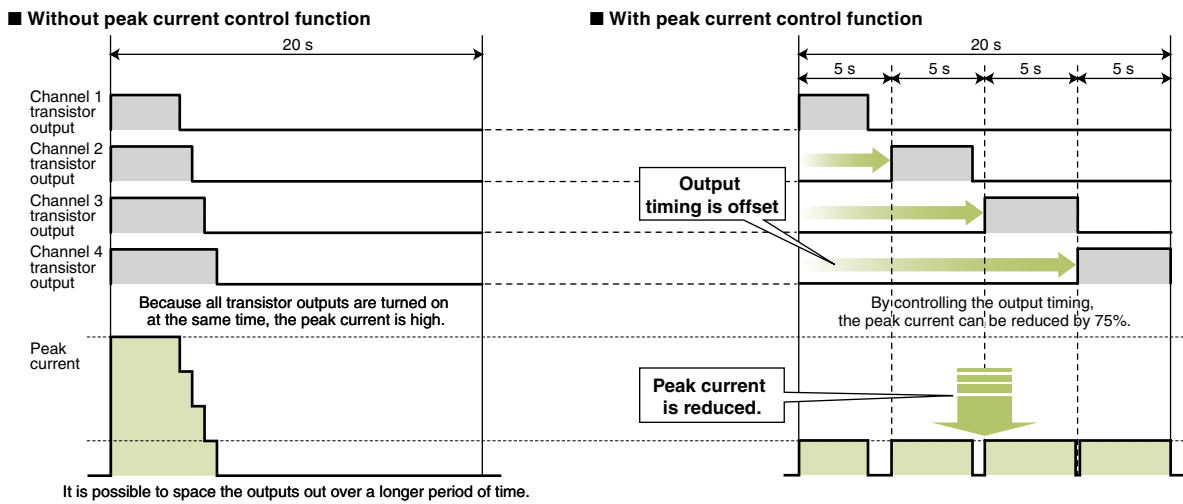 ■ Without peak current control function
20 s
Channel 1
transistor
output
Channel 2
transistor
output
Channel 3
transistor
output
Channel 4
transistor
output
Because all transistor outputs are turned on
at the same time, the peak current is high.
Peak
current
It is possible to space the outputs out over a longer period of time.
■ With peak current control function
20 s
5 s
5 s
5 s
5 s
Output
timing is offset
By controlling the output timing,
the peak current can be reduced by 75%.
Peak current
is reduced.